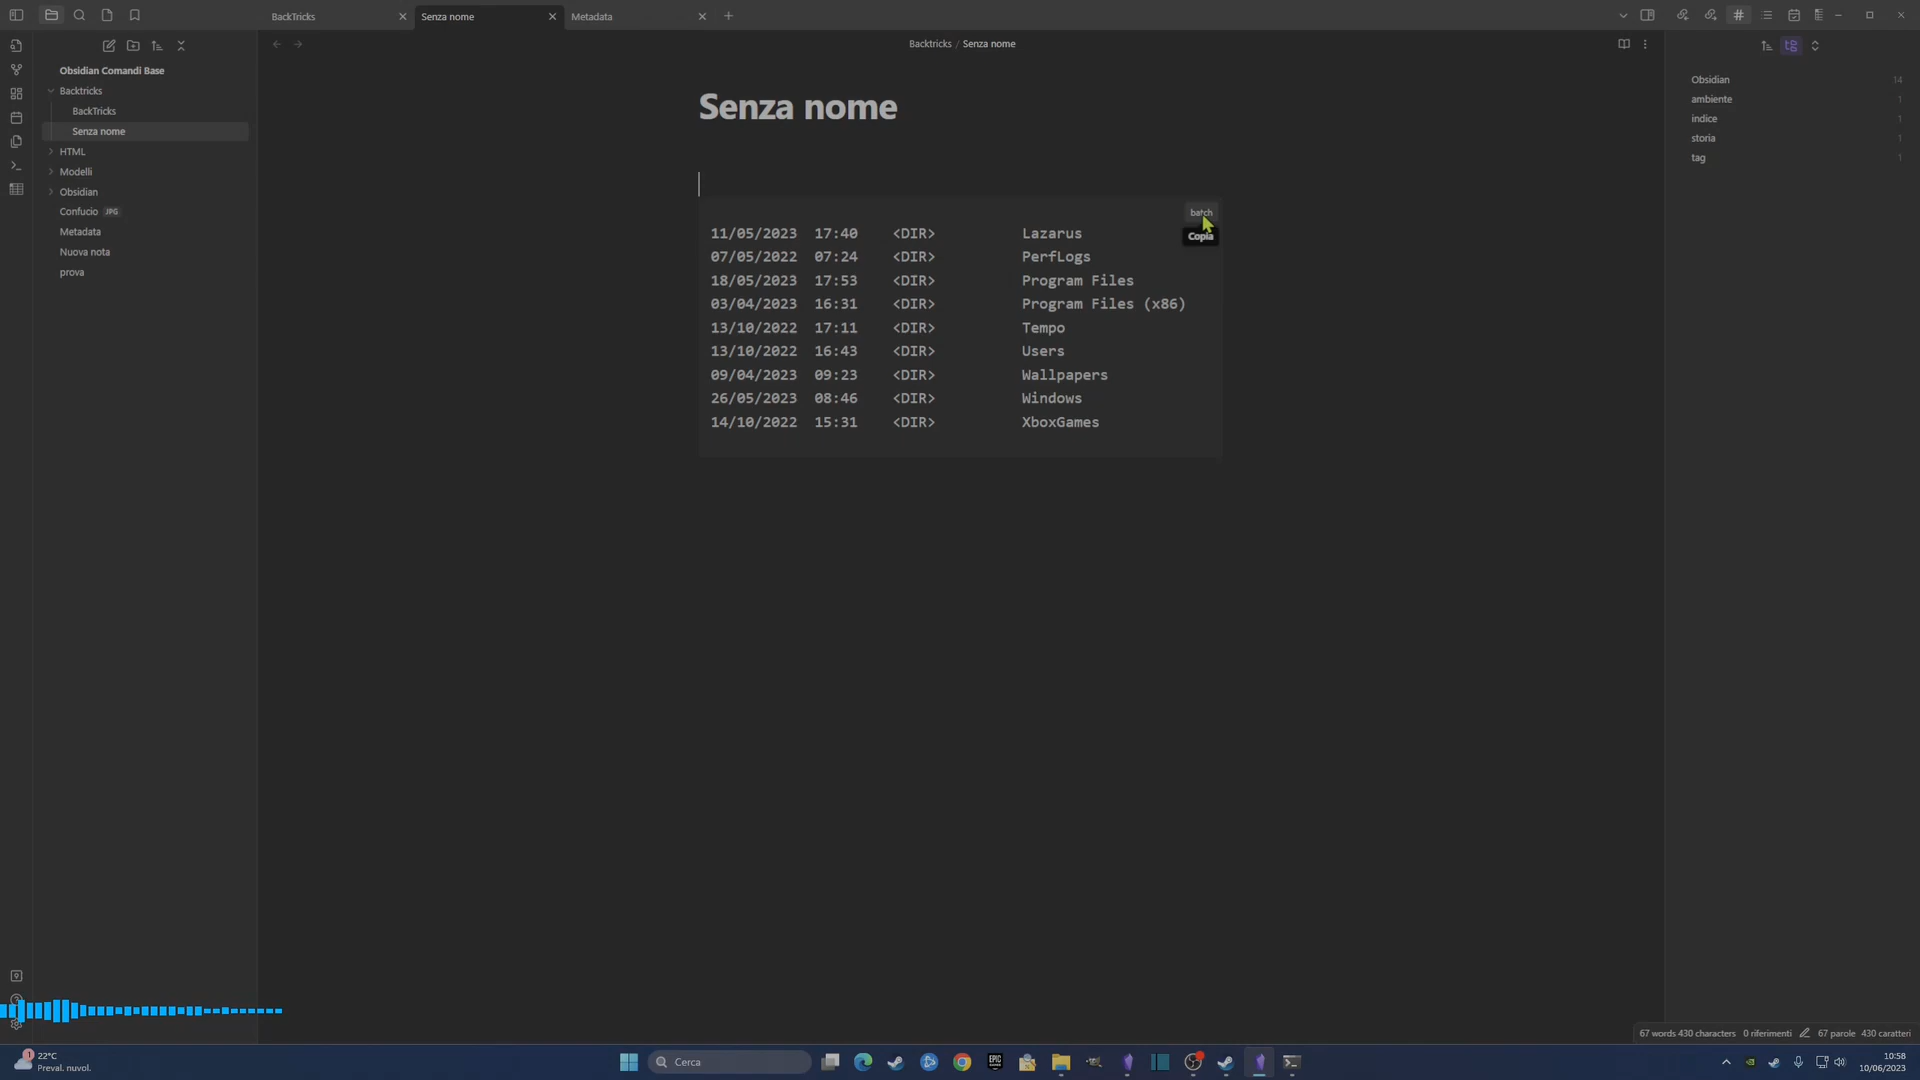 BackTricks
Senza nome
Metadata
Backtricks / Senza nome
Obsidian Comandi Base
Backtricks
BackTricks
Senza nome
HTML
Modelli
Obsidian
Confucio JPG
Metadata
Nuova nota
prova
Senza nome
batch
Copia
11/05/2023 17:40 <DIR> Lazarus
07/05/2022 07:24 <DIR> PerfLogs
18/05/2023 17:53 <DIR> Program Files
03/04/2023 16:31 <DIR> Program Files (x86)
13/10/2022 17:11 <DIR> Tempo
13/10/2022 16:43 <DIR> Users
09/04/2023 09:23 <DIR> Wallpapers
26/05/2023 08:46 <DIR> Windows
14/10/2022 15:31 <DIR> XboxGames
Obsidian 14
ambiente 1
indice 1
storia 1
tag 1
67 words 430 characters 0 riferimenti 67 parole 430 caratteri
1
22°C
Preval. nuvol.
Cerca
EPIC
10:58
10/06/2023